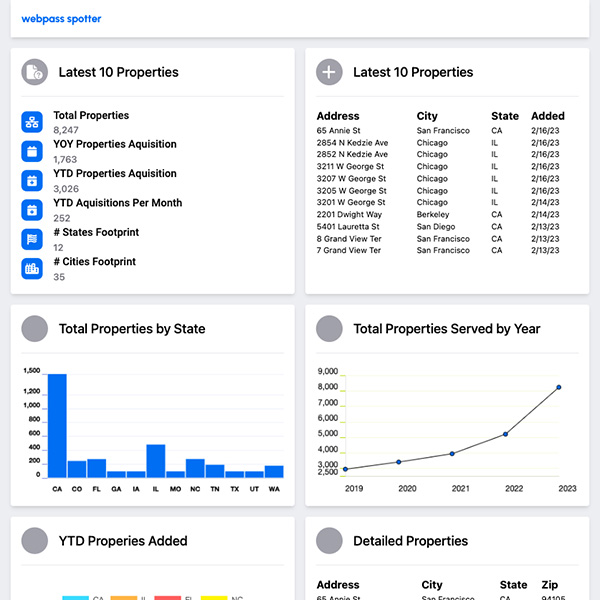 webpass spotter
Latest 10 Properties
Total Properties
8,247
YOY Properties Aquisition
1,763
YTD Properties Aquisition
3,026
YTD Aquisitions Per Month
252
# States Footprint
12
# Cities Footprint
35
Latest 10 Properties
Address City State Added
65 Annie St San Francisco CA 2/16/23
2854 N Kedzie Ave Chicago IL 2/16/23
2852 N Kedzie Ave Chicago IL 2/16/23
3211 W George St Chicago IL 2/16/23
3207 W George St Chicago IL 2/16/23
3205 W George St Chicago IL 2/16/23
3201 W George St Chicago IL 2/14/23
2201 Dwight Way Berkeley CA 2/14/23
5401 Lauretta St San Diego CA 2/13/23
8 Grand View Ter San Francisco CA 2/13/23
7 Grand View Ter San Francisco CA 2/13/23
Total Properties by State
1,500
1,200
1,000
800
600
400
200
0
CA CO FL GA IA IL MO NC TN TX UT WA
Total Properties Served by Year
9,000
8,000
7,000
6,000
5,000
4,000
3,000
2,500
2019 2020 2021 2022 2023
YTD Properies Added
CA IL FL NC
Detailed Properties
Address City State Zip
65 Annie St San Francisco CA 94105